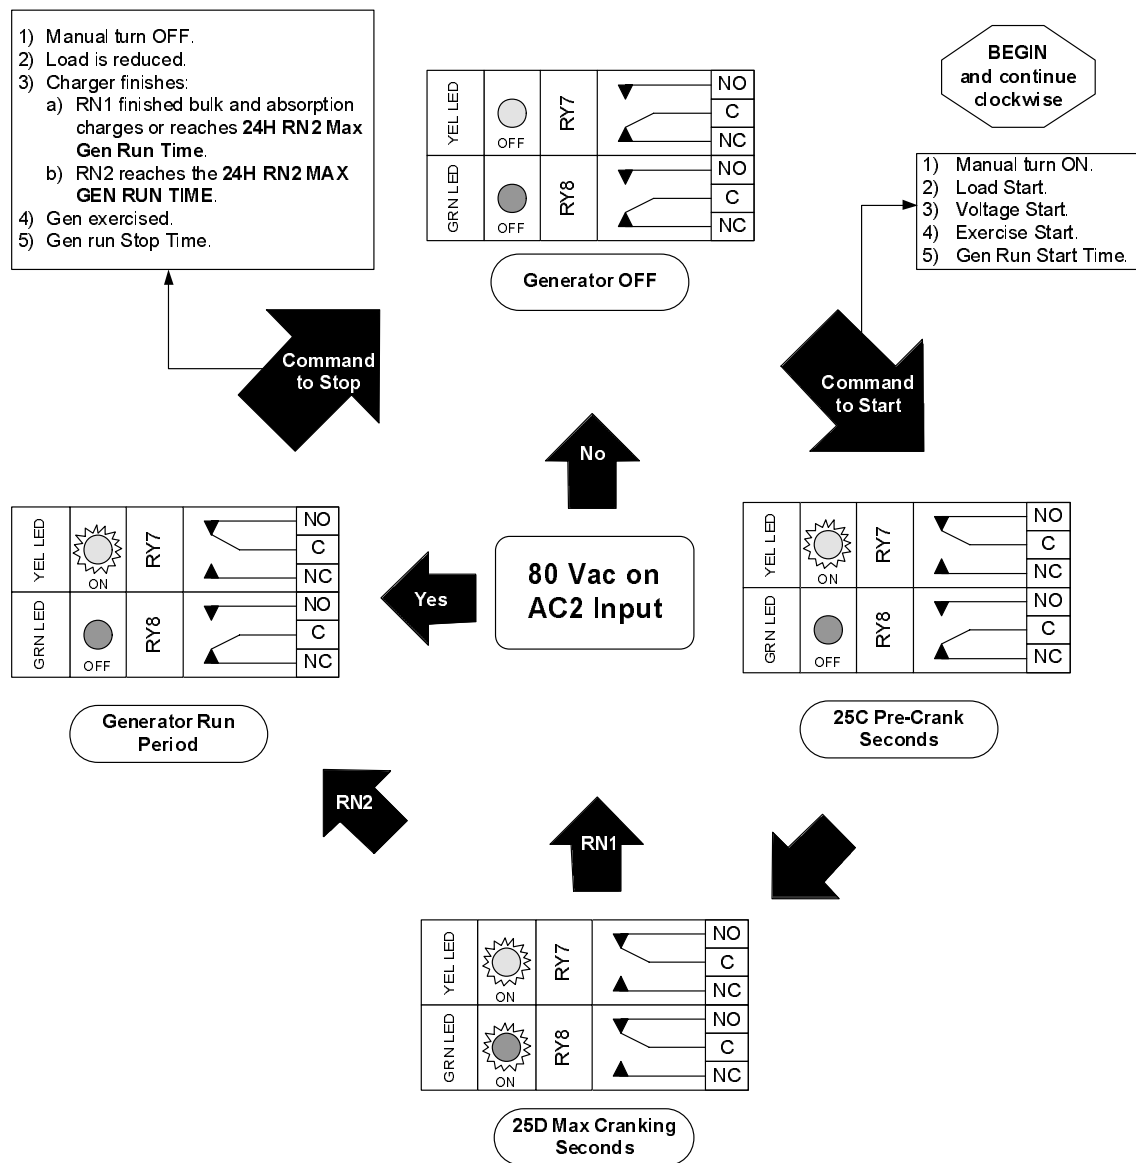 1) Manual turn OFF.
2) Load is reduced.
3) Charger finishes:
a) RN1 finished bulk and absorption
charges or reaches 24H RN2 Max
Gen Run Time.
b) RN2 reaches the 24H RN2 MAX
GEN RUN TIME.
4) Gen exercised.
5) Gen run Stop Time.
YEL LED
OFF
RY7
NO
C
NC
GRN LED
OFF
RY8
NO
C
NC
Generator OFF
BEGIN
and continue
clockwise
1) Manual turn ON.
2) Load Start.
3) Voltage Start.
4) Exercise Start.
5) Gen Run Start Time.
Command
to Stop
Command
to Start
No
YEL LED
ON
RY7
NO
C
NC
GRN LED
OFF
RY8
NO
C
NC
Generator Run
Period
Yes
80 Vac on
AC2 Input
YEL LED
ON
RY7
NO
C
NC
GRN LED
OFF
RY8
NO
C
NC
25C Pre-Crank
Seconds
RN2
RN1
YEL LED
ON
RY7
NO
C
NC
GRN LED
ON
RY8
NO
C
NC
25D Max Cranking
Seconds